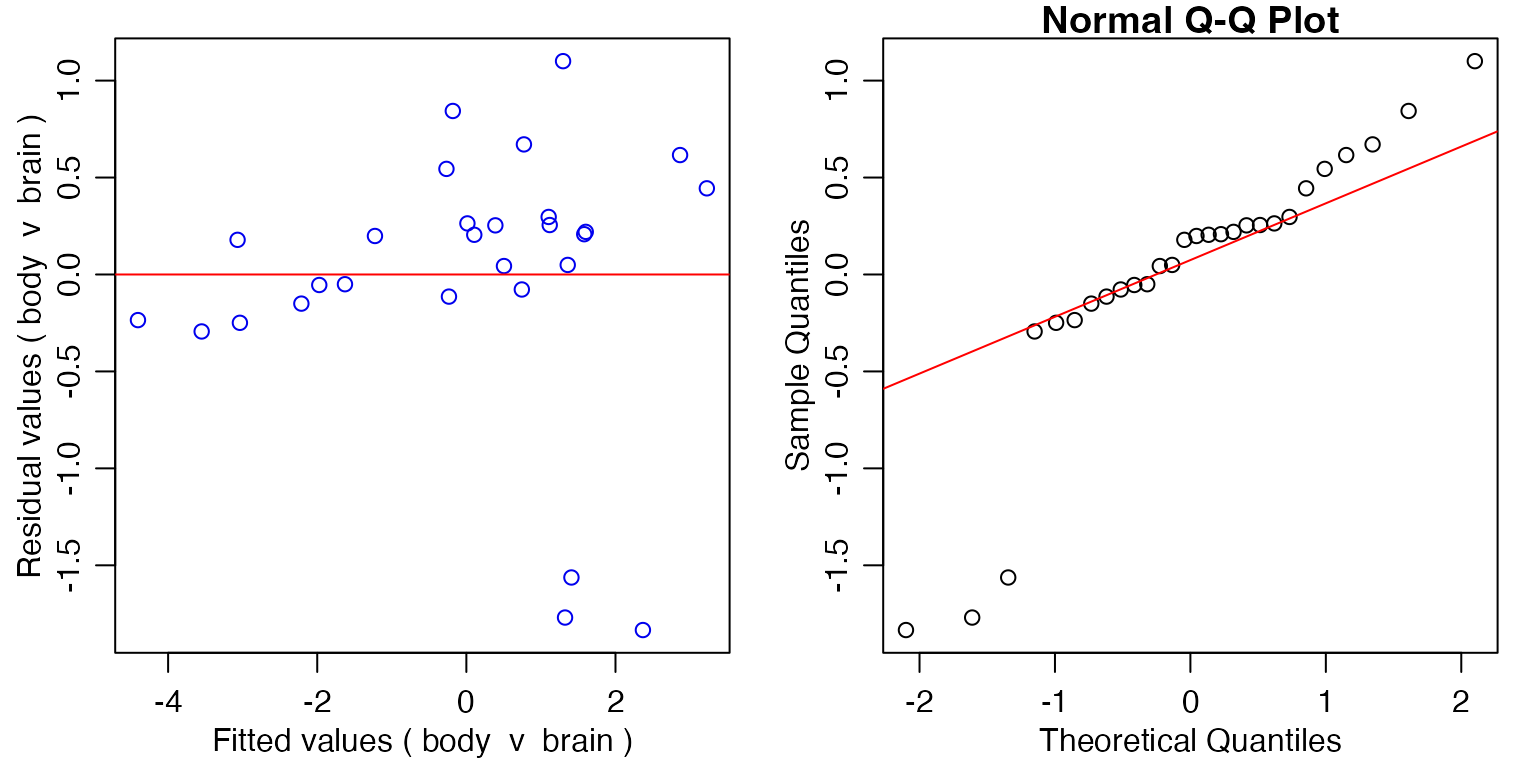 Residual values ( body v brain )
1.0
0.5
0.0
-0.5
-1.0
-1.5
-4 -2 0 2
Fitted values ( body v brain )
Normal Q-Q Plot
Sample Quantiles
1.0
0.5
0.0
-0.5
-1.0
-1.5
-2 -1 0 1 2
Theoretical Quantiles